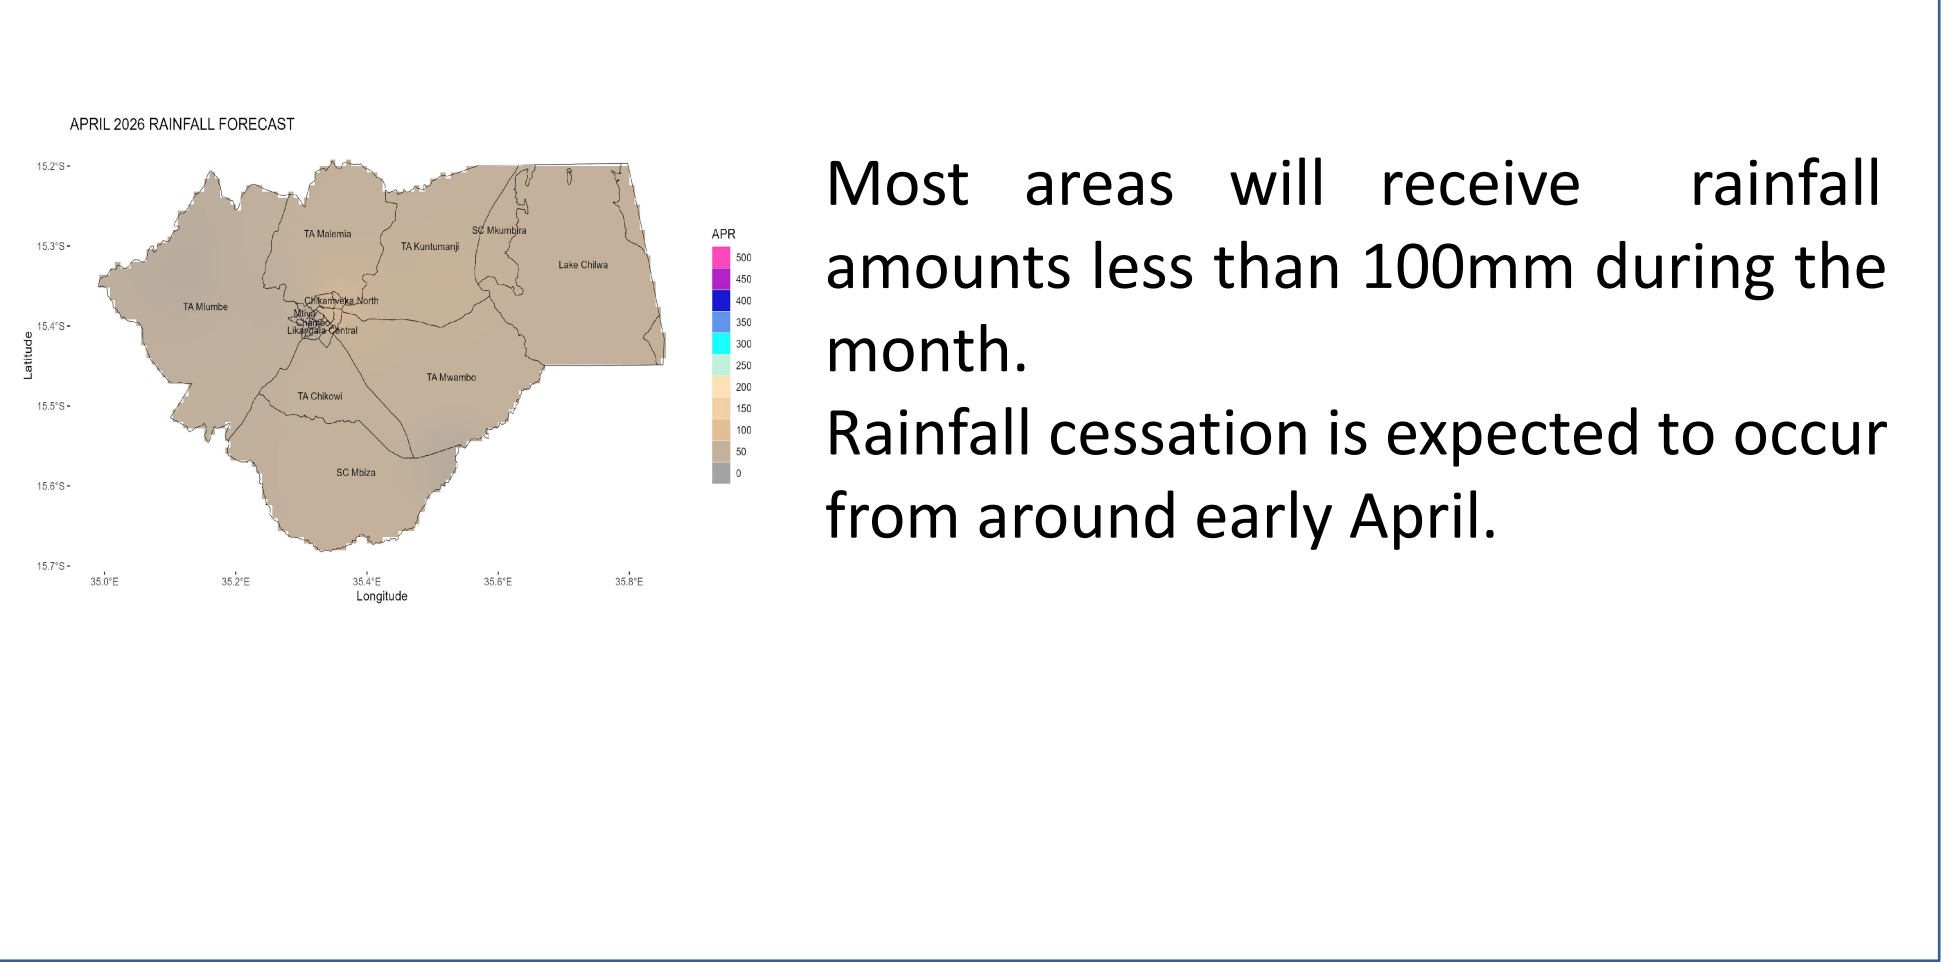 APRIL 2026 RAINFALL FORECAST
15.2°S
15.3°S
15.4°S
15.5°S
15.6°S
15.7°S
Latitude
35.0°E
35.2°E
35.4°E
35.6°E
35.8°E
Longitude
TA Malemia
TA Kuntumanji
SC Mkumbira
Lake Chilwa
TA Mlumbe
Chikamveka North
Mtiya
Chambo
Likangala Central
TA Mwambo
TA Chikowi
SC Mbiza
APR
500
450
400
350
300
250
200
150
100
50
0
Most areas will receive rainfall
amounts less than 100mm during the
month.
Rainfall cessation is expected to occur
from around early April.